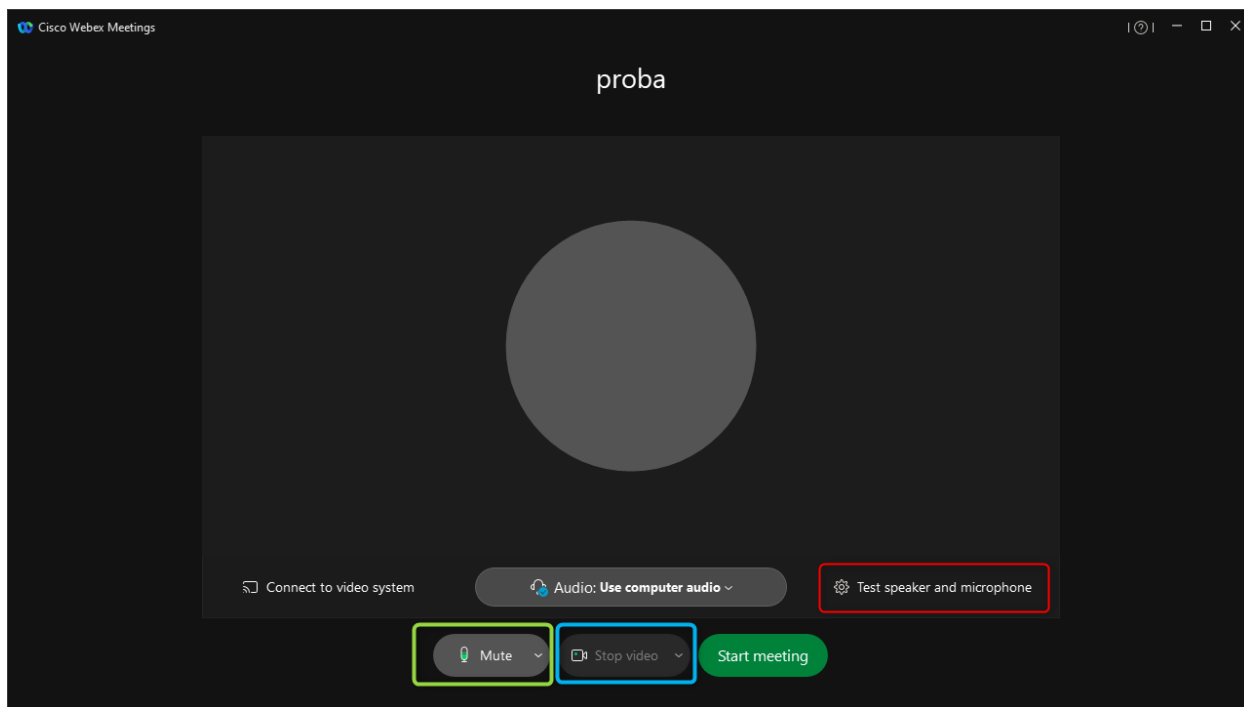 Cisco Webex Meetings
proba
Connect to video system
Audio: Use computer audio
Test speaker and microphone
Mute
Stop video
Start meeting